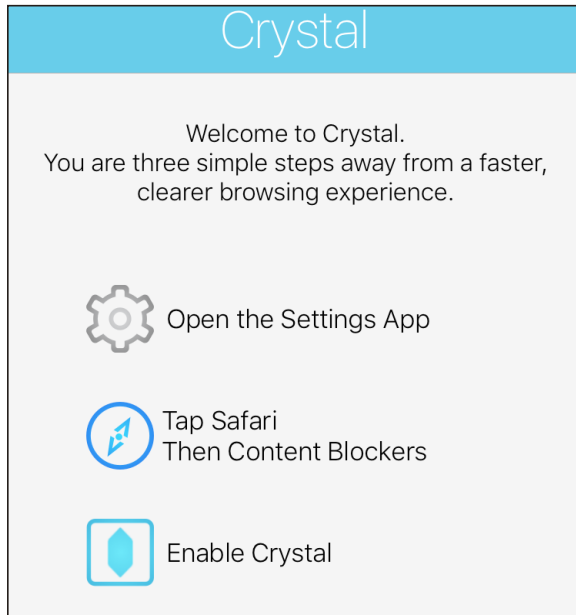 Crystal
Welcome to Crystal.
You are three simple steps away from a faster,
clearer browsing experience.
Open the Settings App
Tap Safari
Then Content Blockers
Enable Crystal